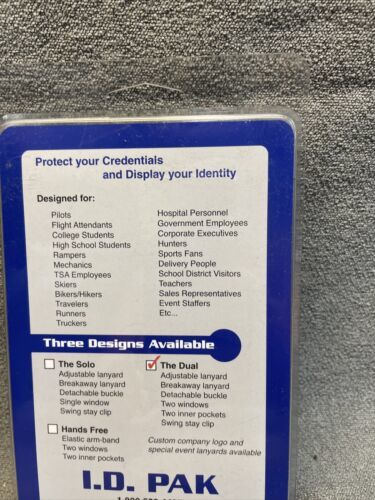 Protect your Credentials
and Display your Identity
Designed for:
Pilots
Flight Attendants
College Students
High School Students
Rampers
Mechanics
TSA Employees
Skiers
Bikers/Hikers
Travelers
Runners
Truckers
Hospital Personnel
Government Employees
Corporate Executives
Hunters
Sports Fans
Delivery People
School District Visitors
Teachers
Sales Representatives
Event Staffers
Etc...
Three Designs Available
The Solo
Adjustable lanyard
Breakaway lanyard
Detachable buckle
Single window
Swing stay clip
Hands Free
Elastic arm-band
Two windows
Two inner pockets
The Dual
Adjustable lanyard
Breakaway lanyard
Detachable buckle
Two windows
Two inner pockets
Swing stay clip
Custom company logo and
special event lanyards available
I.D. PAK